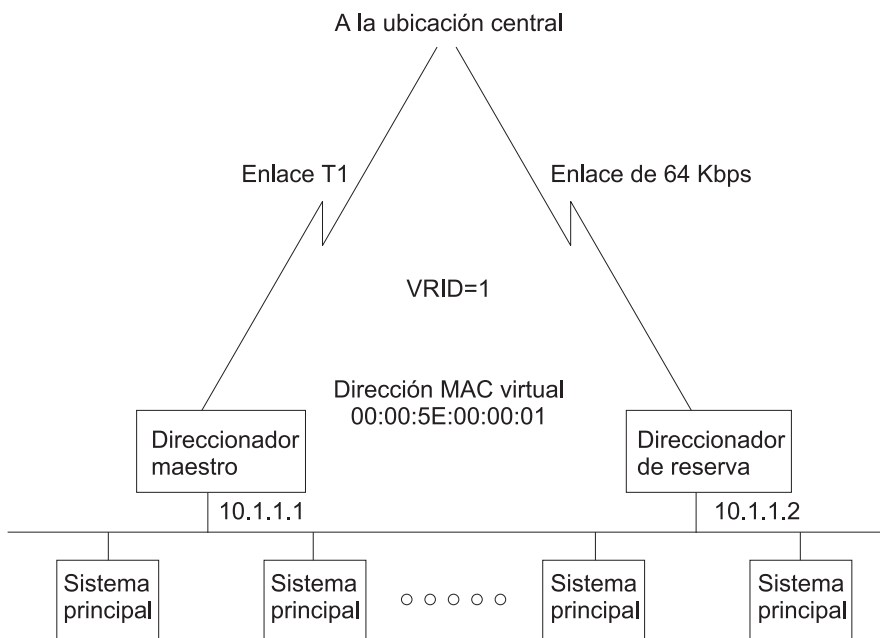 A la ubicación central
Enlace T1
Enlace de 64 Kbps
VRID=1
Dirección MAC virtual
00:00:5E:00:00:01
Direccionador
maestro
Direccionador
de reserva
10.1.1.1
10.1.1.2
Sistema
principal
Sistema
principal
Sistema
principal
Sistema
principal